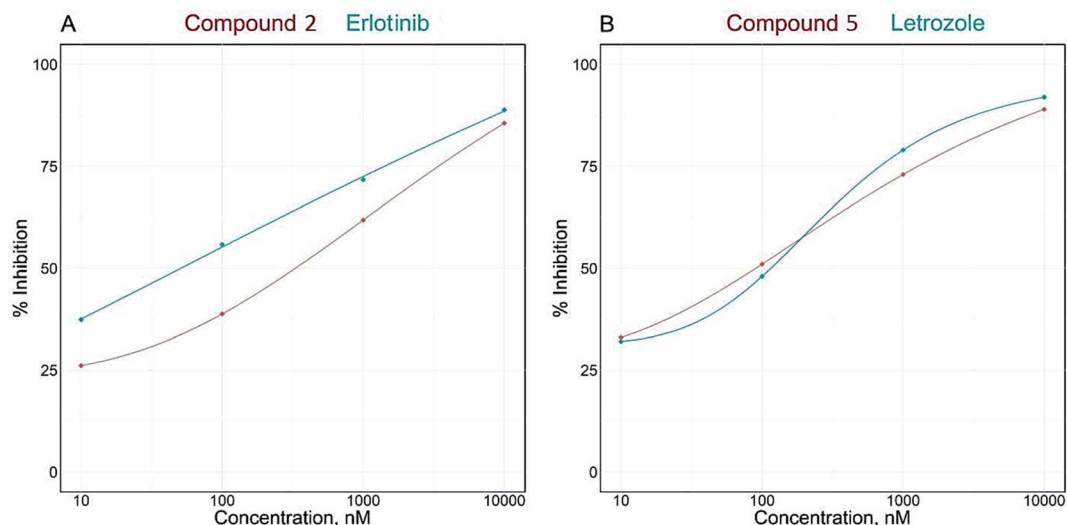 A
Compound 2 Erlotinib
100
75
50
25
0
% Inhibition
10 100 1000 10000
Concentration, nM
B
Compound 5 Letrozole
100
75
50
25
0
% Inhibition
10 100 1000 10000
Concentration, nM